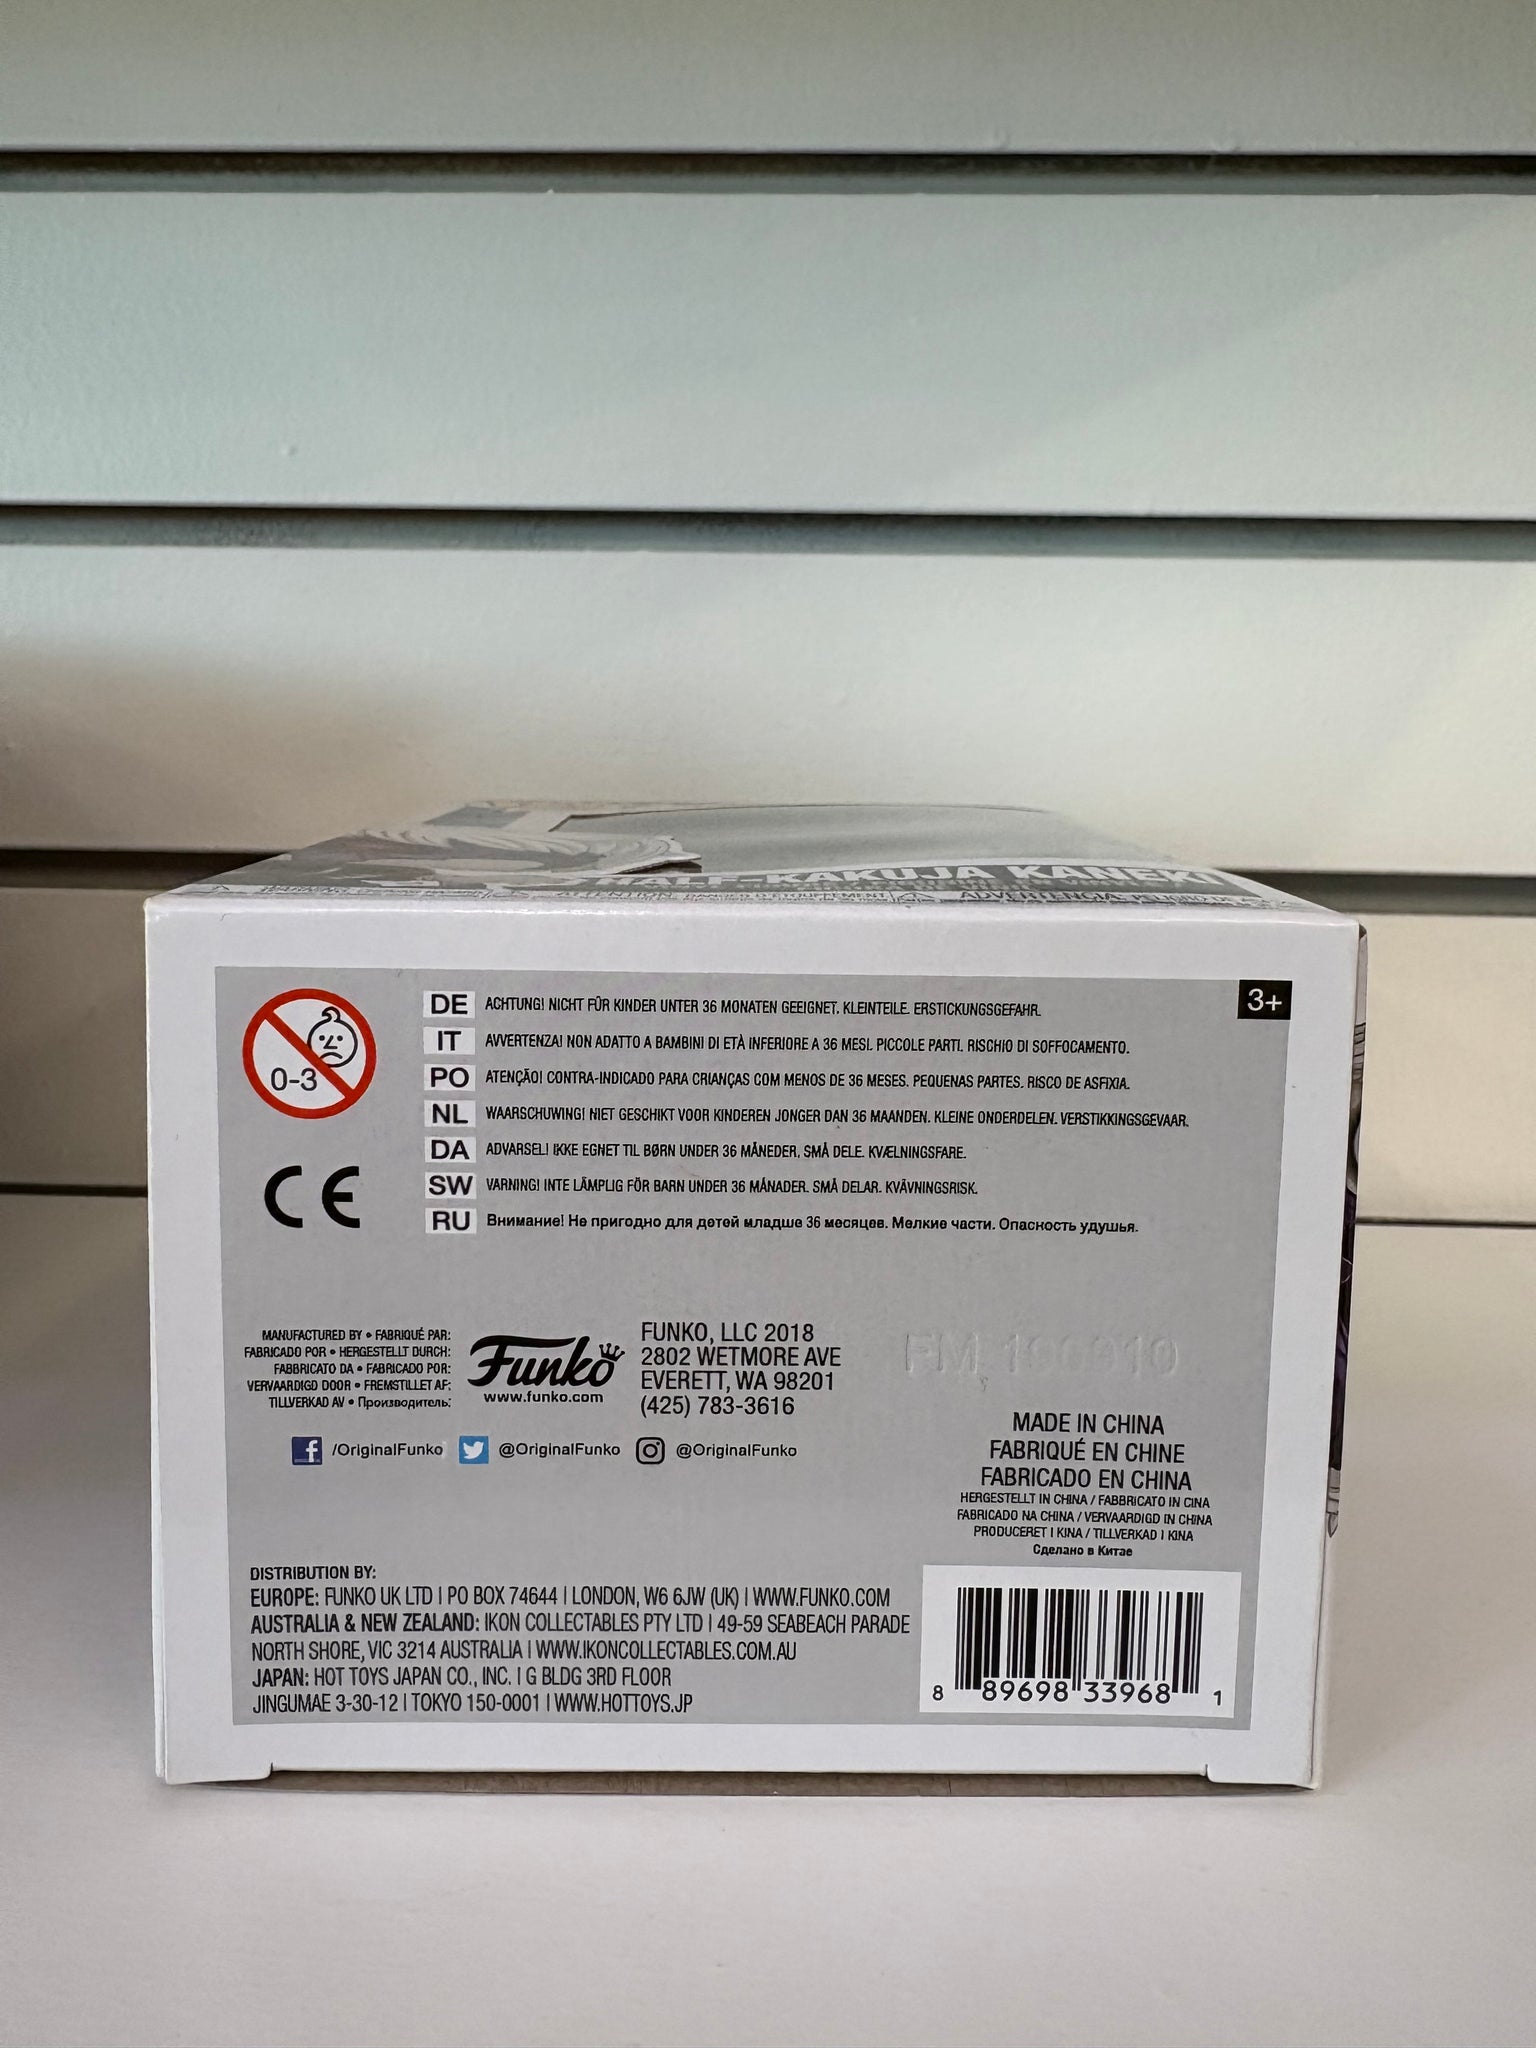 HALF-KAKUJA KANEKI
0-3
CE
DE ACHTUNG! NICHT FÜR KINDER UNTER 36 MONATEN GEEIGNET. KLEINTEILE. ERSTICKUNGSGEFAHR.
3+
IT AVVERTENZA! NON ADATTO A BAMBINI DI ETÀ INFERIORE A 36 MESI. PICCOLE PARTI. RISCHIO DI SOFFOCAMENTO.
PO ATENÇÃO! CONTRA-INDICADO PARA CRIANÇAS COM MENOS DE 36 MESES. PEQUENAS PARTES. RISCO DE ASFIXIA.
NL WAARSCHUWING! NIET GESCHIKT VOOR KINDEREN JONGER DAN 36 MAANDEN. KLEINE ONDERDELEN. VERSTIKKINGSGEVAAR.
DA ADVARSEL! IKKE EGNET TIL BØRN UNDER 36 MÅNEDER. SMÅ DELE. KVÆLNINGSFARE.
SW VARNING! INTE LÄMPLIG FÖR BARN UNDER 36 MÅNADER. SMÅ DELAR. KVÄVNINGSRISK.
RU Внимание! Не пригодно для детей младше 36 месяцев. Мелкие части. Опасность удушья.
MANUFACTURED BY • FABRIQUÉ PAR:
FABRICADO POR • HERGESTELLT DURCH:
FABBRICATO DA • FABRICADO POR:
VERVAARDIGD DOOR • FREMSTILLET AF:
TILLVERKAD AV • Производитель:
Funko
www.funko.com
FUNKO, LLC 2018
2802 WETMORE AVE
EVERETT, WA 98201
(425) 783-3616
/OriginalFunko @OriginalFunko @OriginalFunko
MADE IN CHINA
FABRIQUÉ EN CHINE
FABRICADO EN CHINA
HERGESTELLT IN CHINA / FABBRICATO IN CINA
FABRICADO NA CHINA / VERVAARDIGD IN CHINA
PRODUCERET I KINA / TILLVERKAD I KINA
Сделано в Китае
DISTRIBUTION BY:
EUROPE: FUNKO UK LTD | PO BOX 74644 | LONDON, W6 6JW (UK) | WWW.FUNKO.COM
AUSTRALIA & NEW ZEALAND: IKON COLLECTABLES PTY LTD | 49-59 SEABEACH PARADE
NORTH SHORE, VIC 3214 AUSTRALIA | WWW.IKONCOLLECTABLES.COM.AU
JAPAN: HOT TOYS JAPAN CO., INC. | G BLDG 3RD FLOOR
JINGUMAE 3-30-12 | TOKYO 150-0001 | WWW.HOTTOYS.JP
8 89698 33968 1